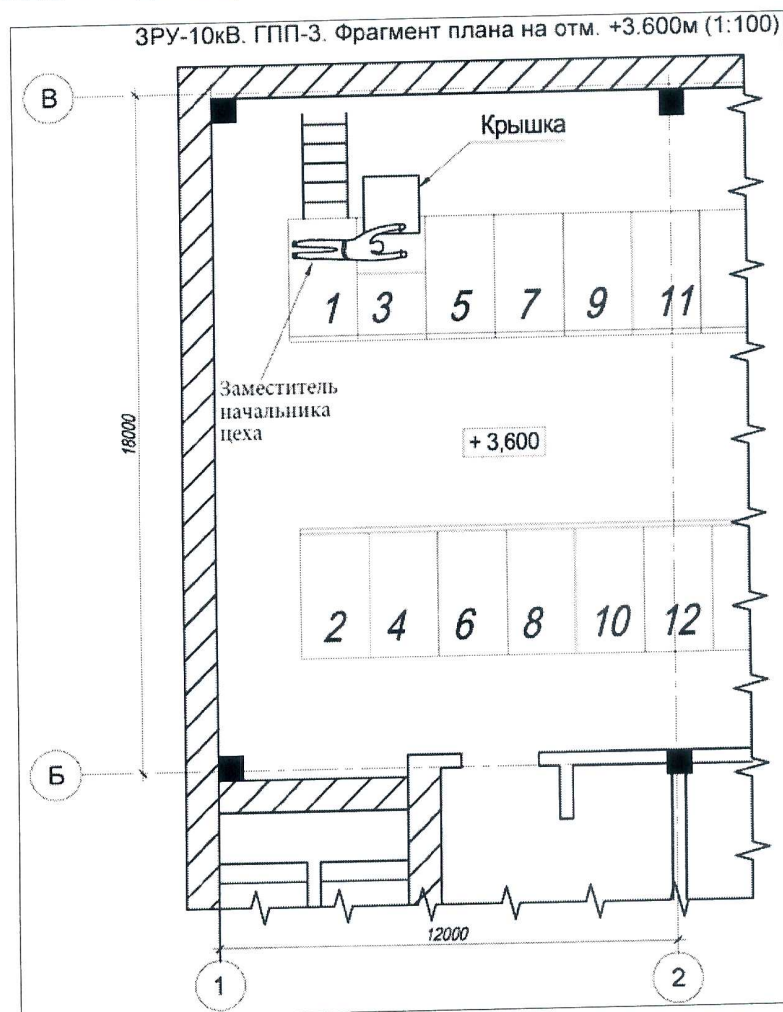 ЗРУ-10кВ. ГПП-3. Фрагмент плана на отм. +3.600м (1:100)
В
Крышка
1 3 5 7 9 11
Заместитель
начальника
цеха
18000
+ 3,600
2 4 6 8 10 12
Б
12000
1
2